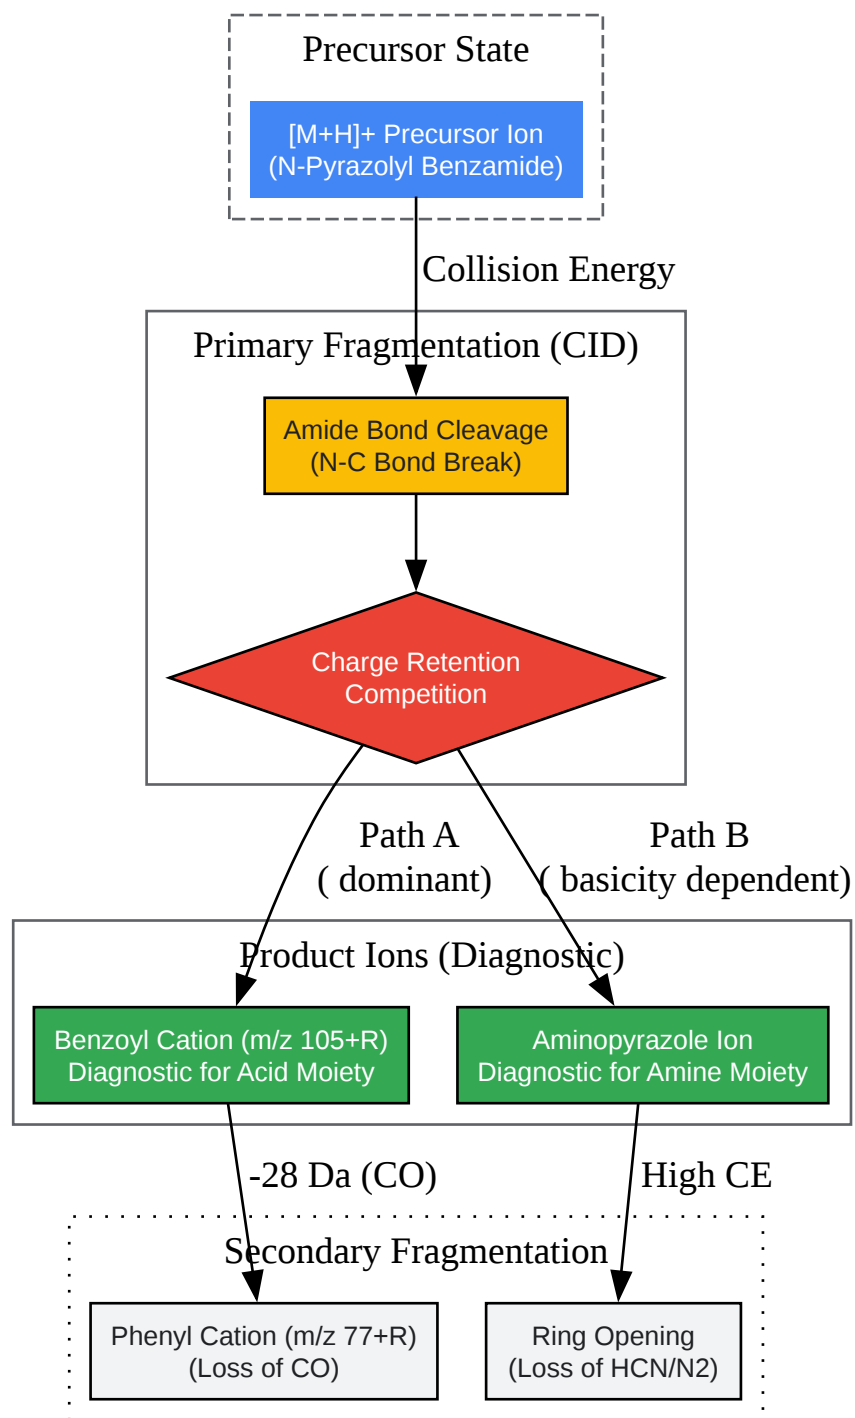 Precursor State
[M+H]+ Precursor Ion
(N-Pyrazolyl Benzamide)
Collision Energy
Primary Fragmentation (CID)
Amide Bond Cleavage
(N-C Bond Break)
Charge Retention
Competition
Path A
( dominant)
Path B
( basicity dependent)
Product Ions (Diagnostic)
Benzoyl Cation (m/z 105+R)
Diagnostic for Acid Moiety
Aminopyrazole Ion
Diagnostic for Amine Moiety
-28 Da (CO)
High CE
Secondary Fragmentation
Phenyl Cation (m/z 77+R)
(Loss of CO)
Ring Opening
(Loss of HCN/N2)